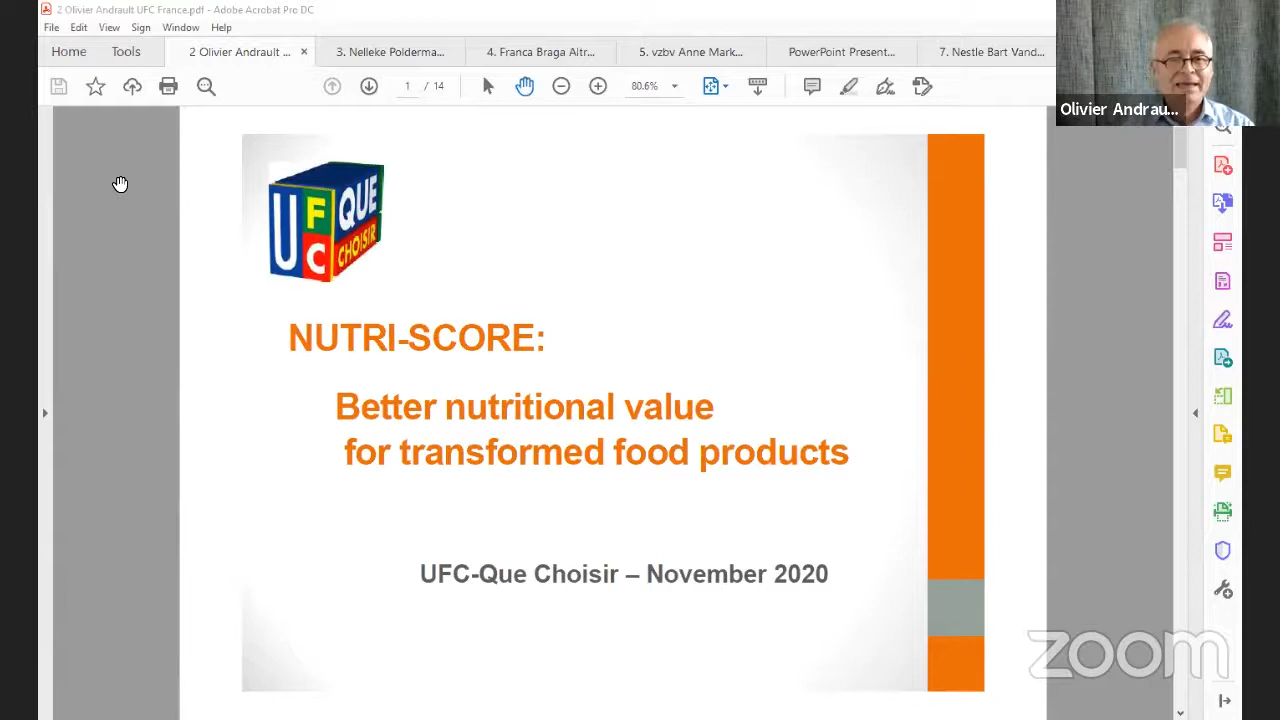 2 Olivier Andrault UFC France.pdf - Adobe Acrobat Pro DC
File Edit View Sign Window Help
Home Tools 2 Olivier Andrault ... × 3. Nelleke Polderma... 4. Franca Braga Altr... 5. vzbv Anne Mark... PowerPoint Present... 7. Nestle Bart Vand...
1 / 14 80.6%
Olivier Andrau...
UFC QUE CHOISIR
NUTRI-SCORE:
Better nutritional value
for transformed food products
UFC-Que Choisir – November 2020
zoom